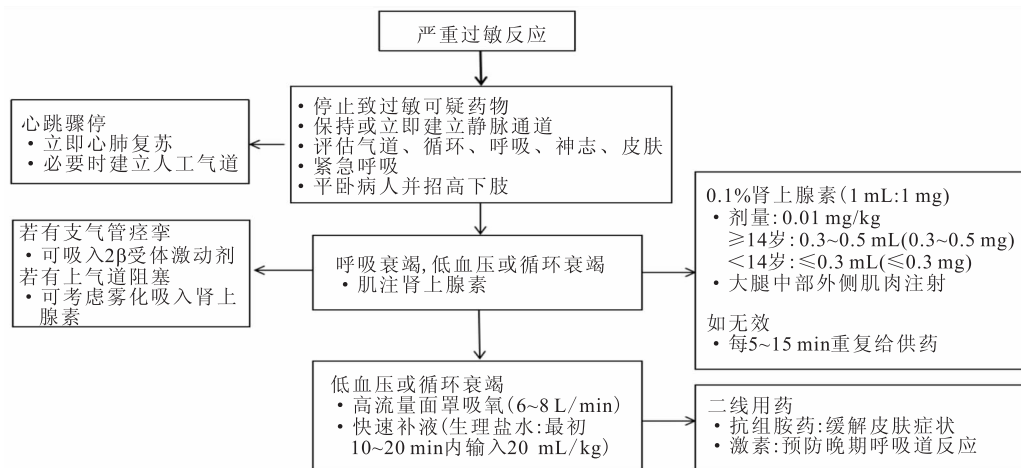 严重过敏反应
• 停止致过敏可疑药物
• 保持或立即建立静脉通道
• 评估气道、循环、呼吸、神志、皮肤
• 紧急呼吸
• 平卧病人并招高下肢
心跳骤停
• 立即心肺复苏
• 必要时建立人工气道
呼吸衰竭,低血压或循环衰竭
• 肌注肾上腺素
若有支气管痉挛
• 可吸入2β受体激动剂
若有上气道阻塞
• 可考虑雾化吸入肾上
腺素
0.1%肾上腺素(1 mL:1 mg)
• 剂量:0.01 mg/kg
≥14岁:0.3~0.5 mL(0.3~0.5 mg)
<14岁:≤0.3 mL(≤0.3 mg)
• 大腿中部外侧肌肉注射
如无效
• 每5~15 min重复给供药
低血压或循环衰竭
• 高流量面罩吸氧(6~8 L/min)
• 快速补液(生理盐水:最初
10~20 min内输入20 mL/kg)
二线用药
• 抗组胺药:缓解皮肤症状
• 激素:预防晚期呼吸道反应